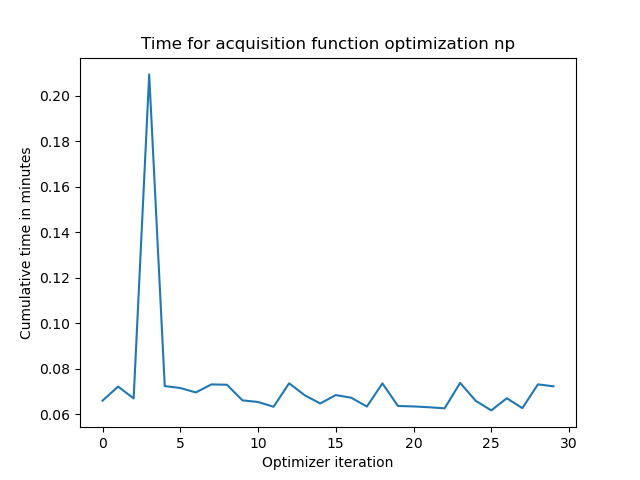 Time for acquisition function optimization np
Cumulative time in minutes
0.20
0.18
0.16
0.14
0.12
0.10
0.08
0.06
0 5 10 15 20 25 30
Optimizer iteration